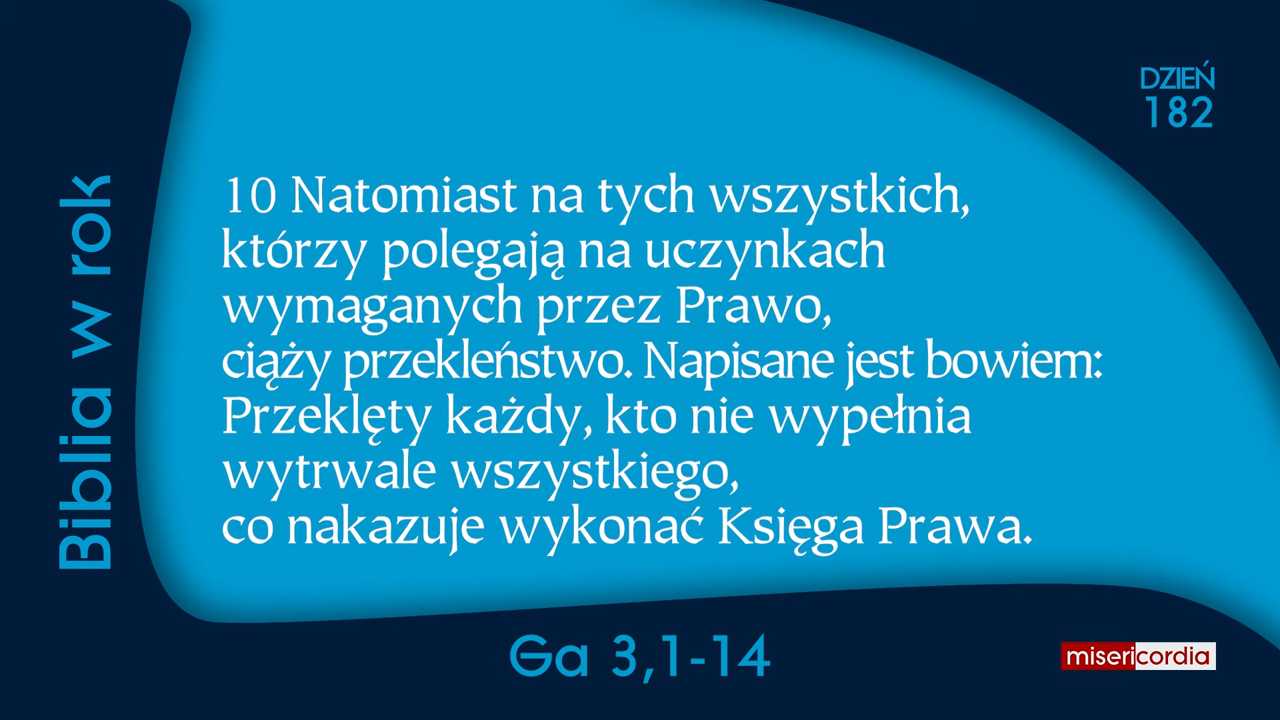 DZIEŃ
182
Biblia w rok
10 Natomiast na tych wszystkich,
którzy polegają na uczynkach
wymaganych przez Prawo,
ciąży przekleństwo. Napisane jest bowiem:
Przeklęty każdy, kto nie wypełnia
wytrwale wszystkiego,
co nakazuje wykonać Księga Prawa.
Ga 3,1-14
misericordia